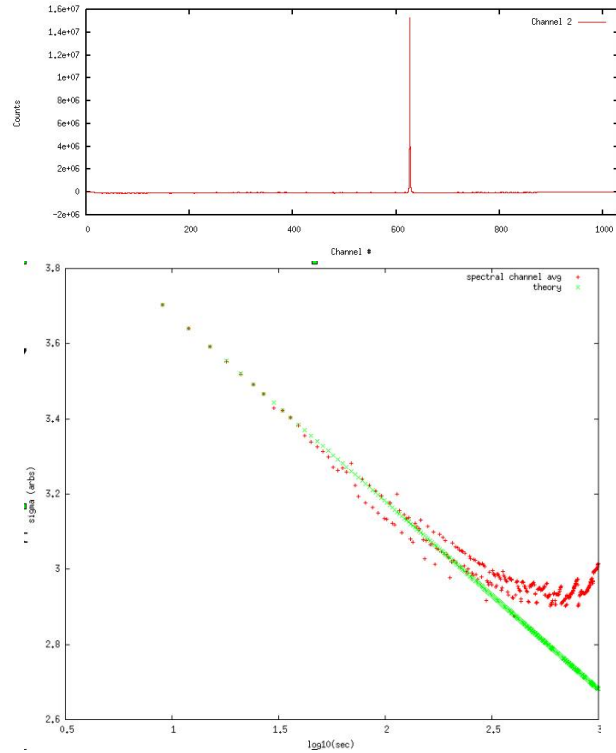 1.6e+07
1.4e+07
1.2e+07
1e+07
8e+06
6e+06
4e+06
2e+06
0
-2e+06
Counts
Channel 2
0 200 400 600 800 1000
Channel #
3.8
3.6
3.4
3.2
3
2.8
2.6
sigma (arbs)
spectral channel avg
theory
0.5 1 1.5 2 2.5 3
log10(sec)